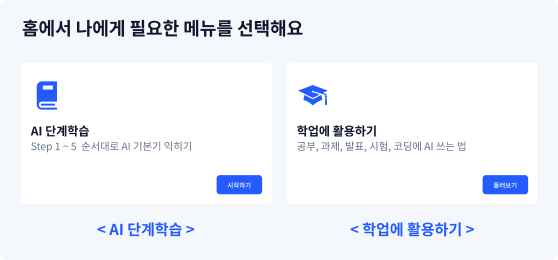 홈에서 나에게 필요한 메뉴를 선택해요
AI 단계학습
Step 1 ~ 5 순서대로 AI 기본기 익히기
시작하기
학업에 활용하기
공부, 과제, 발표, 시험, 코딩에 AI 쓰는 법
둘러보기
< AI 단계학습 >
< 학업에 활용하기 >